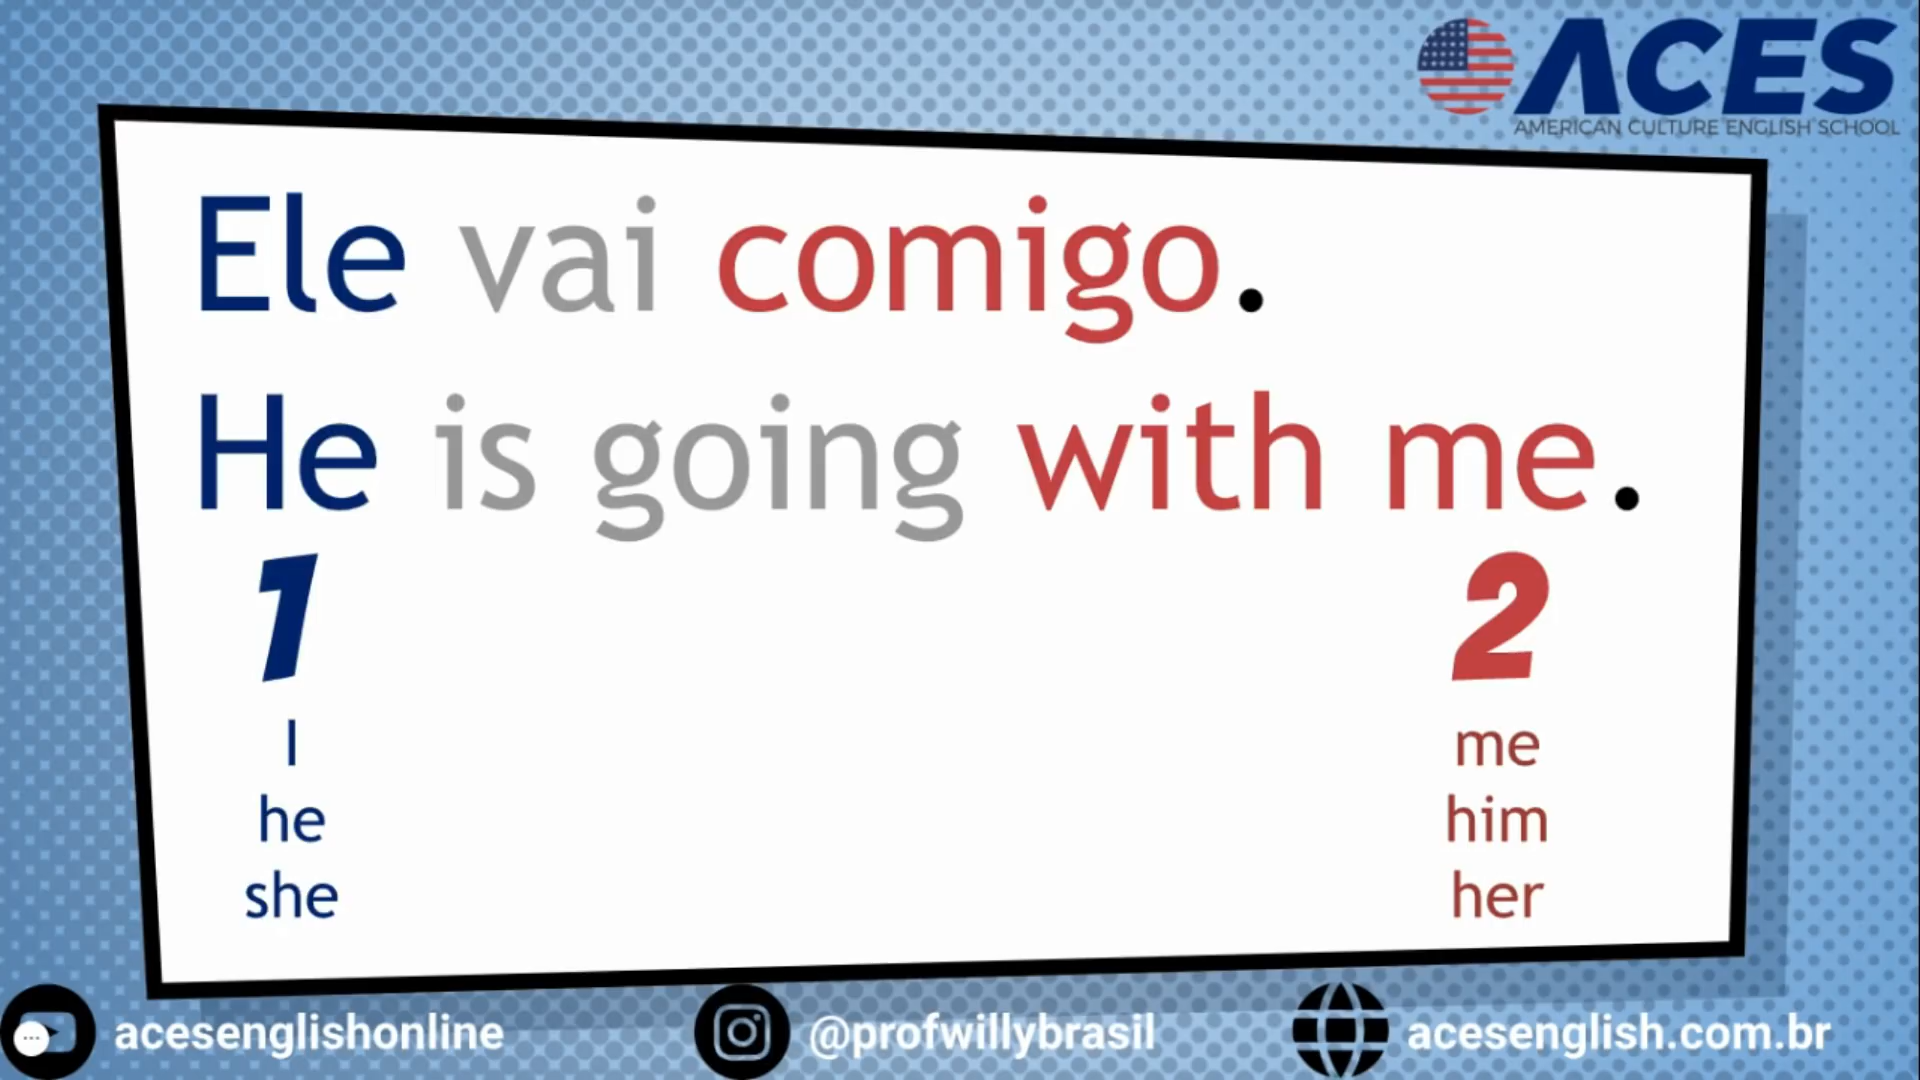 ACES
AMERICAN CULTURE ENGLISH SCHOOL
Ele vai comigo.
He is going with me.
1 2
I me
he him
she her
acesenglishonline @profwillybrasil acesenglish.com.br